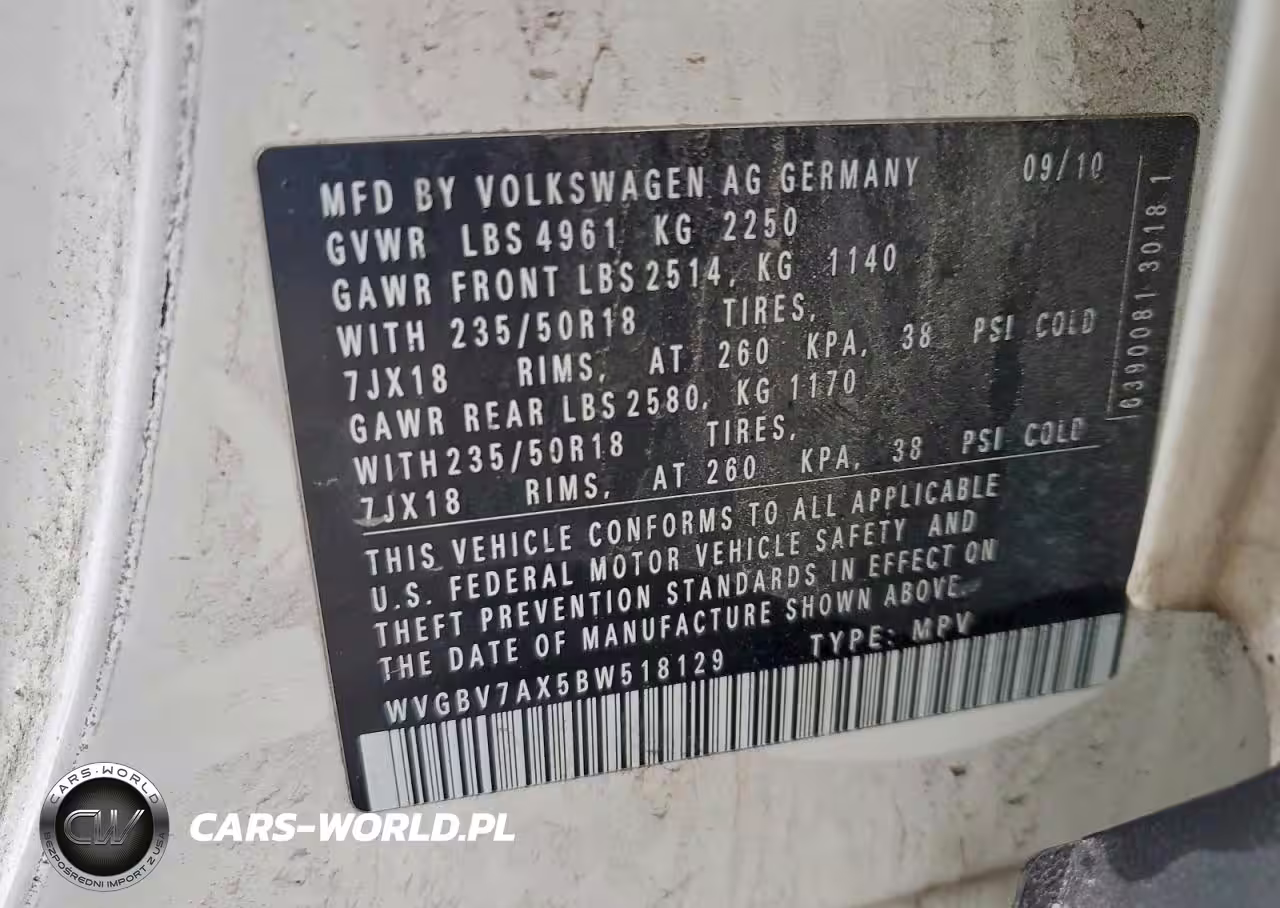 MFD BY VOLKSWAGEN AG GERMANY 09/10
GVWR LBS 4961 KG 2250
GAWR FRONT LBS 2514, KG 1140
WITH 235/50R18 TIRES,
7JX18 RIMS, AT 260 KPA, 38 PSI COLD
GAWR REAR LBS 2580, KG 1170
WITH 235/50R18 TIRES,
7JX18 RIMS, AT 260 KPA, 38 PSI COLD
THIS VEHICLE CONFORMS TO ALL APPLICABLE
U.S. FEDERAL MOTOR VEHICLE SAFETY AND
THEFT PREVENTION STANDARDS IN EFFECT ON
THE DATE OF MANUFACTURE SHOWN ABOVE.
WVGBV7AX5BW518129 TYPE: MPV
0390081-3018 1
CARS-WORLD
CW
BEZPOŚREDNI IMPORT Z USA
CARS-WORLD.PL